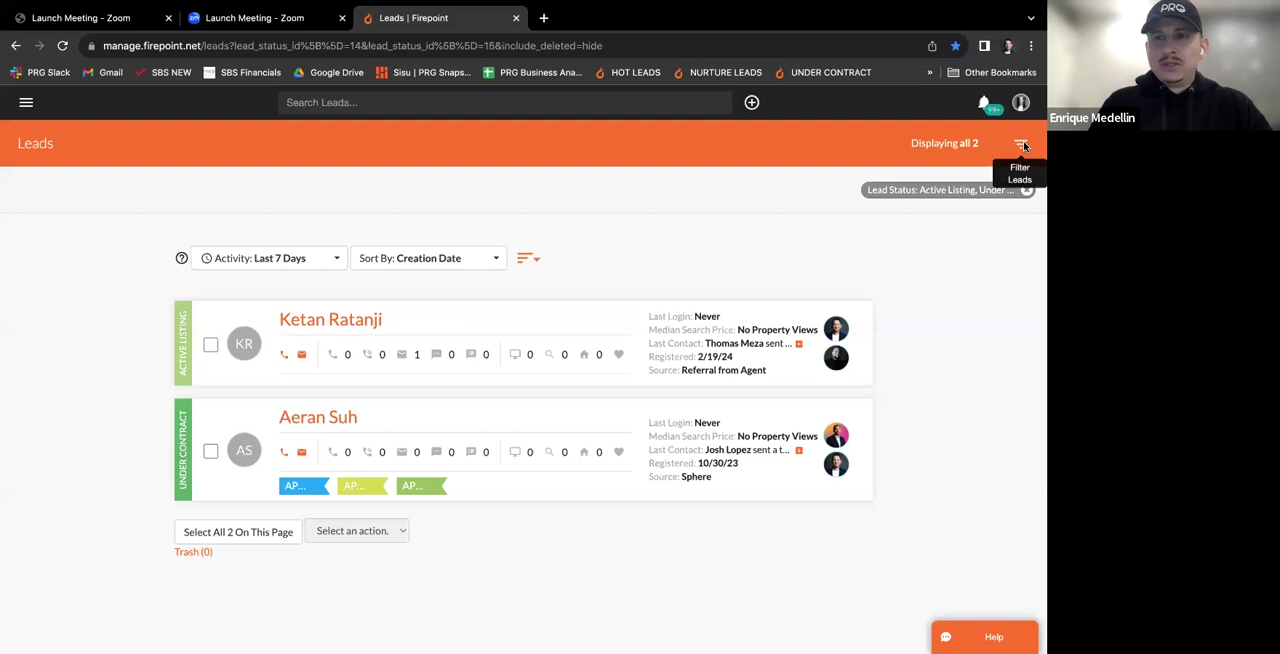 Launch Meeting - Zoom
Launch Meeting - Zoom
Leads | Firepoint
manage.firepoint.net/leads?lead_status_id%5B%5D=14&lead_status_id%5B%5D=15&include_deleted=hide
PRG Slack Gmail SBS NEW SBS Financials Google Drive Sisu | PRG Snaps... PRG Business Ana... HOT LEADS NURTURE LEADS UNDER CONTRACT » Other Bookmarks
PRG
Search Leads...
99+
Enrique Medellin
Leads
Displaying all 2
Filter
Leads
Lead Status: Active Listing, Under ...
Activity: Last 7 Days
Sort By: Creation Date
ACTIVE LISTING
KR
Ketan Ratanji
0 0 1 0 0 0 0 0
Last Login: Never
Median Search Price: No Property Views
Last Contact: Thomas Meza sent ...
Registered: 2/19/24
Source: Referral from Agent
UNDER CONTRACT
AS
Aeran Suh
0 0 0 0 0 0 0 0
AP... AP... AP...
Last Login: Never
Median Search Price: No Property Views
Last Contact: Josh Lopez sent a t...
Registered: 10/30/23
Source: Sphere
Select All 2 On This Page
Select an action.
Trash (0)
Help